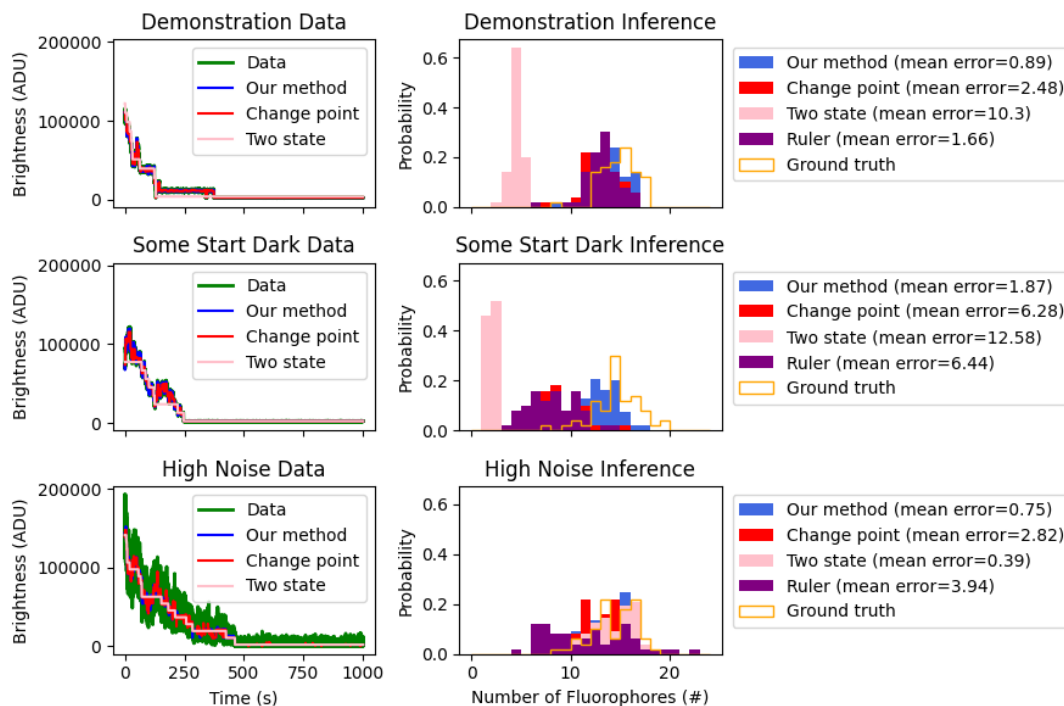 Demonstration Data
Brightness (ADU)
200000
100000
0
Data
Our method
Change point
Two state
Demonstration Inference
Probability
0.6
0.4
0.2
0.0
Our method (mean error=0.89)
Change point (mean error=2.48)
Two state (mean error=10.3)
Ruler (mean error=1.66)
Ground truth
Some Start Dark Data
Brightness (ADU)
200000
100000
0
Data
Our method
Change point
Two state
Some Start Dark Inference
Probability
0.6
0.4
0.2
0.0
Our method (mean error=1.87)
Change point (mean error=6.28)
Two state (mean error=12.58)
Ruler (mean error=6.44)
Ground truth
High Noise Data
Brightness (ADU)
200000
100000
0
Data
Our method
Change point
Two state
0 250 500 750 1000
Time (s)
High Noise Inference
Probability
0.6
0.4
0.2
0.0
0 10 20
Number of Fluorophores (#)
Our method (mean error=0.75)
Change point (mean error=2.82)
Two state (mean error=0.39)
Ruler (mean error=3.94)
Ground truth